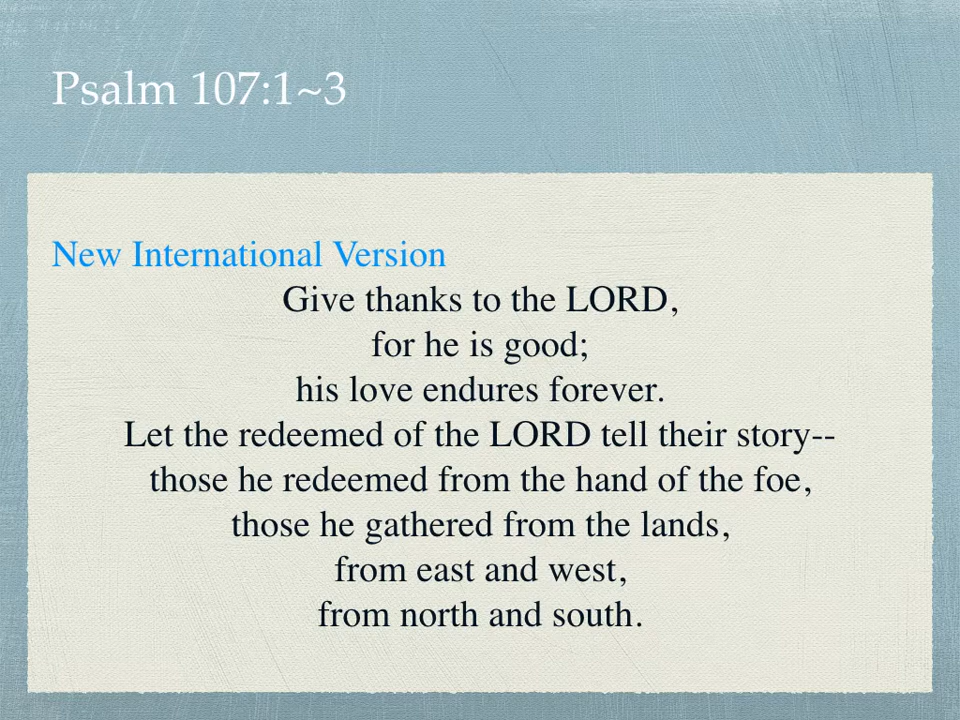 Psalm 107:1~3
New International Version
Give thanks to the LORD,
for he is good;
his love endures forever.
Let the redeemed of the LORD tell their story--
those he redeemed from the hand of the foe,
those he gathered from the lands,
from east and west,
from north and south.